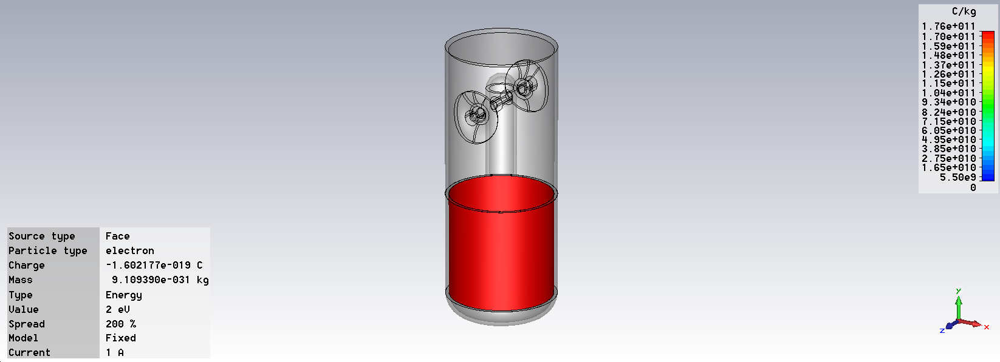 C/kg
1.76e+011
1.70e+011
1.59e+011
1.48e+011
1.37e+011
1.26e+011
1.15e+011
1.04e+011
9.34e+010
8.24e+010
7.15e+010
6.05e+010
4.95e+010
3.85e+010
2.75e+010
1.65e+010
5.50e9
0
Source type Face
Particle type electron
Charge -1.602177e-019 C
Mass 9.109390e-031 kg
Type Energy
Value 2 eV
Spread 200 %
Model Fixed
Current 1 A
y
x
z